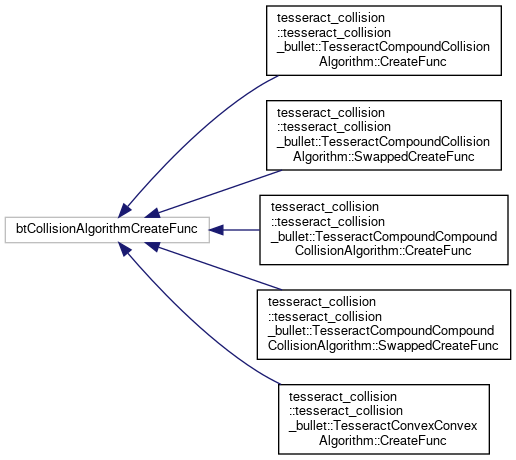 tesseract_collision
::tesseract_collision
_bullet::TesseractCompoundCollision
Algorithm::CreateFunc
tesseract_collision
::tesseract_collision
_bullet::TesseractCompoundCollision
Algorithm::SwappedCreateFunc
btCollisionAlgorithmCreateFunc
tesseract_collision
::tesseract_collision
_bullet::TesseractCompoundCompound
CollisionAlgorithm::CreateFunc
tesseract_collision
::tesseract_collision
_bullet::TesseractCompoundCompound
CollisionAlgorithm::SwappedCreateFunc
tesseract_collision
::tesseract_collision
_bullet::TesseractConvexConvex
Algorithm::CreateFunc